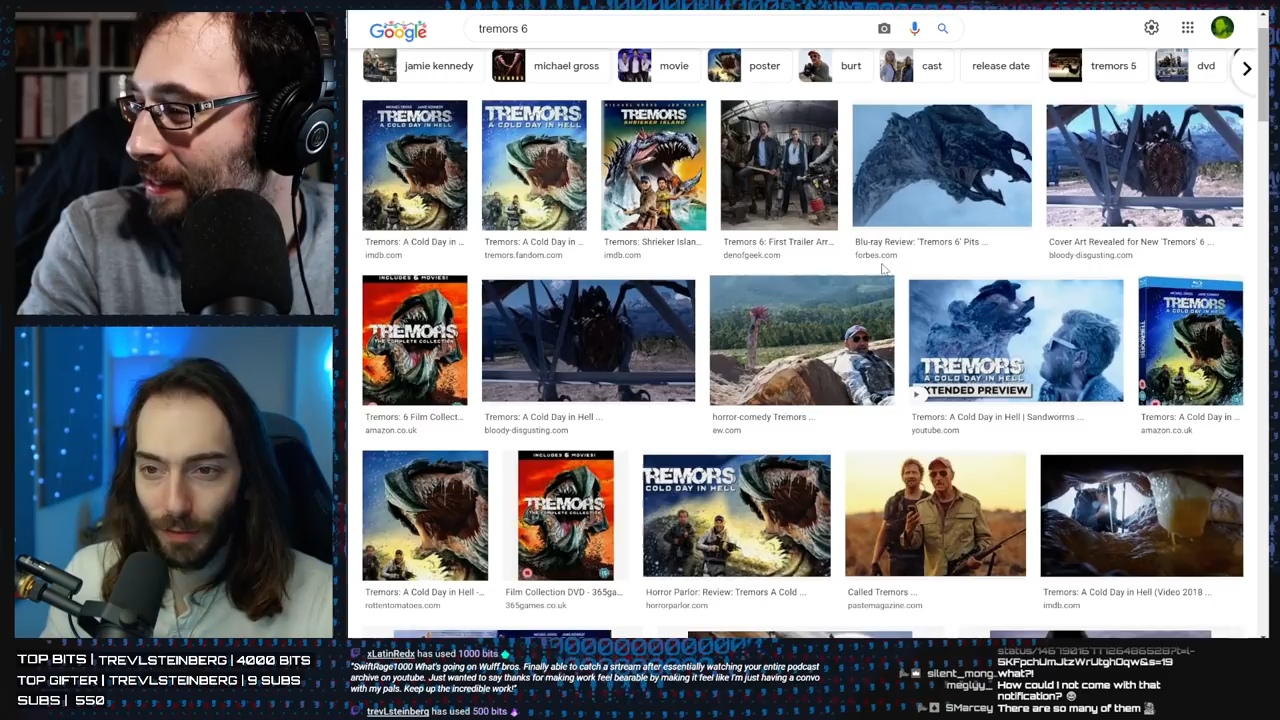 Google
tremors 6
jamie kennedy
michael gross
movie
poster
burt
cast
release date
tremors 5
dvd
TREMORS
A COLD DAY IN HELL
TREMORS
A COLD DAY IN HELL
TREMORS
SHRIEKER ISLAND
Tremors: A Cold Day in ...
imdb.com
Tremors: A Cold Day in ...
tremors.fandom.com
Tremors: Shrieker Islan...
imdb.com
Tremors 6: First Trailer Arr...
denofgeek.com
Blu-ray Review: 'Tremors 6' Pits ...
forbes.com
Cover Art Revealed for New 'Tremors' 6 ...
bloody-disgusting.com
INCLUDES 6 MOVIES!
TREMORS
THE COMPLETE COLLECTION
TREMORS
A COLD DAY IN HELL
EXTENDED PREVIEW
TREMORS
A COLD DAY IN HELL
Tremors: 6 Film Collect...
amazon.co.uk
Tremors: A Cold Day in Hell ...
bloody-disgusting.com
horror-comedy Tremors ...
ew.com
Tremors: A Cold Day in Hell | Sandworms ...
youtube.com
Tremors: A Cold Day in ...
amazon.co.uk
INCLUDES 6 MOVIES!
TREMORS
THE COMPLETE COLLECTION
TREMORS
COLD DAY IN HELL
Tremors: A Cold Day in Hell -...
rottentomatoes.com
Film Collection DVD - 365ga...
365games.co.uk
Horror Parlor: Review: Tremors A Cold ...
horrorparlor.com
Called Tremors ...
pastemagazine.com
Tremors: A Cold Day in Hell (Video 2018 ...
imdb.com
TOP BITS | TREVLSTEINBERG | 4000 BITS
TOP GIFTER | TREVLSTEINBERG | 9 SUBS
SUBS | 550
xLatinRedx has used 1000 bits
"SwiftRage1000 What's going on Wulff bros. Finally able to catch a srtream after essentially watching your entire podcast
archive on youtube. Just wanted to say thanks for making work feel bearable by making it feel like I'm just having a convo
with my pals. Keep up the incredible work!"
trevLsteinberg has used 500 bits
silent_mong_ what?!
meglyy_ How could I not come with that
notification?
SMarcey There are so many of them